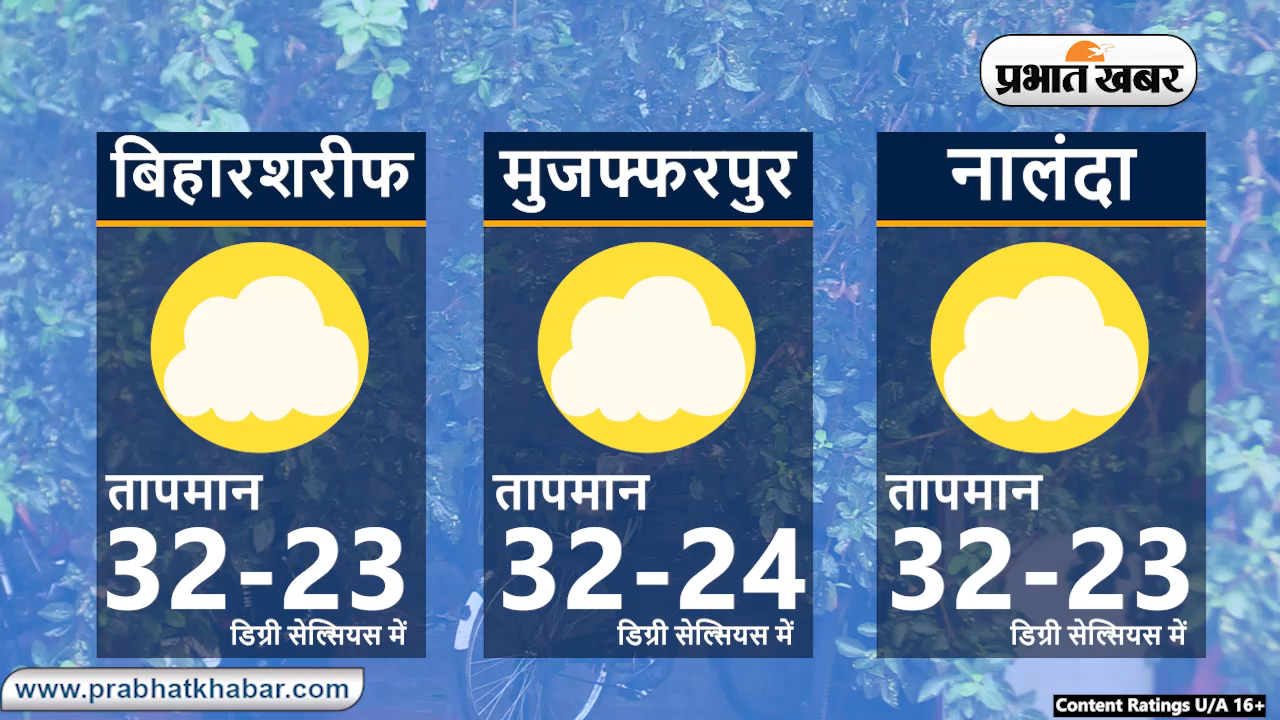 प्रभात खबर
बिहारशरीफ
तापमान
32-23
डिग्री सेल्सियस में
मुजफ्फरपुर
तापमान
32-24
डिग्री सेल्सियस में
नालंदा
तापमान
32-23
डिग्री सेल्सियस में
www.prabhatkhabar.com
Content Ratings U/A 16+